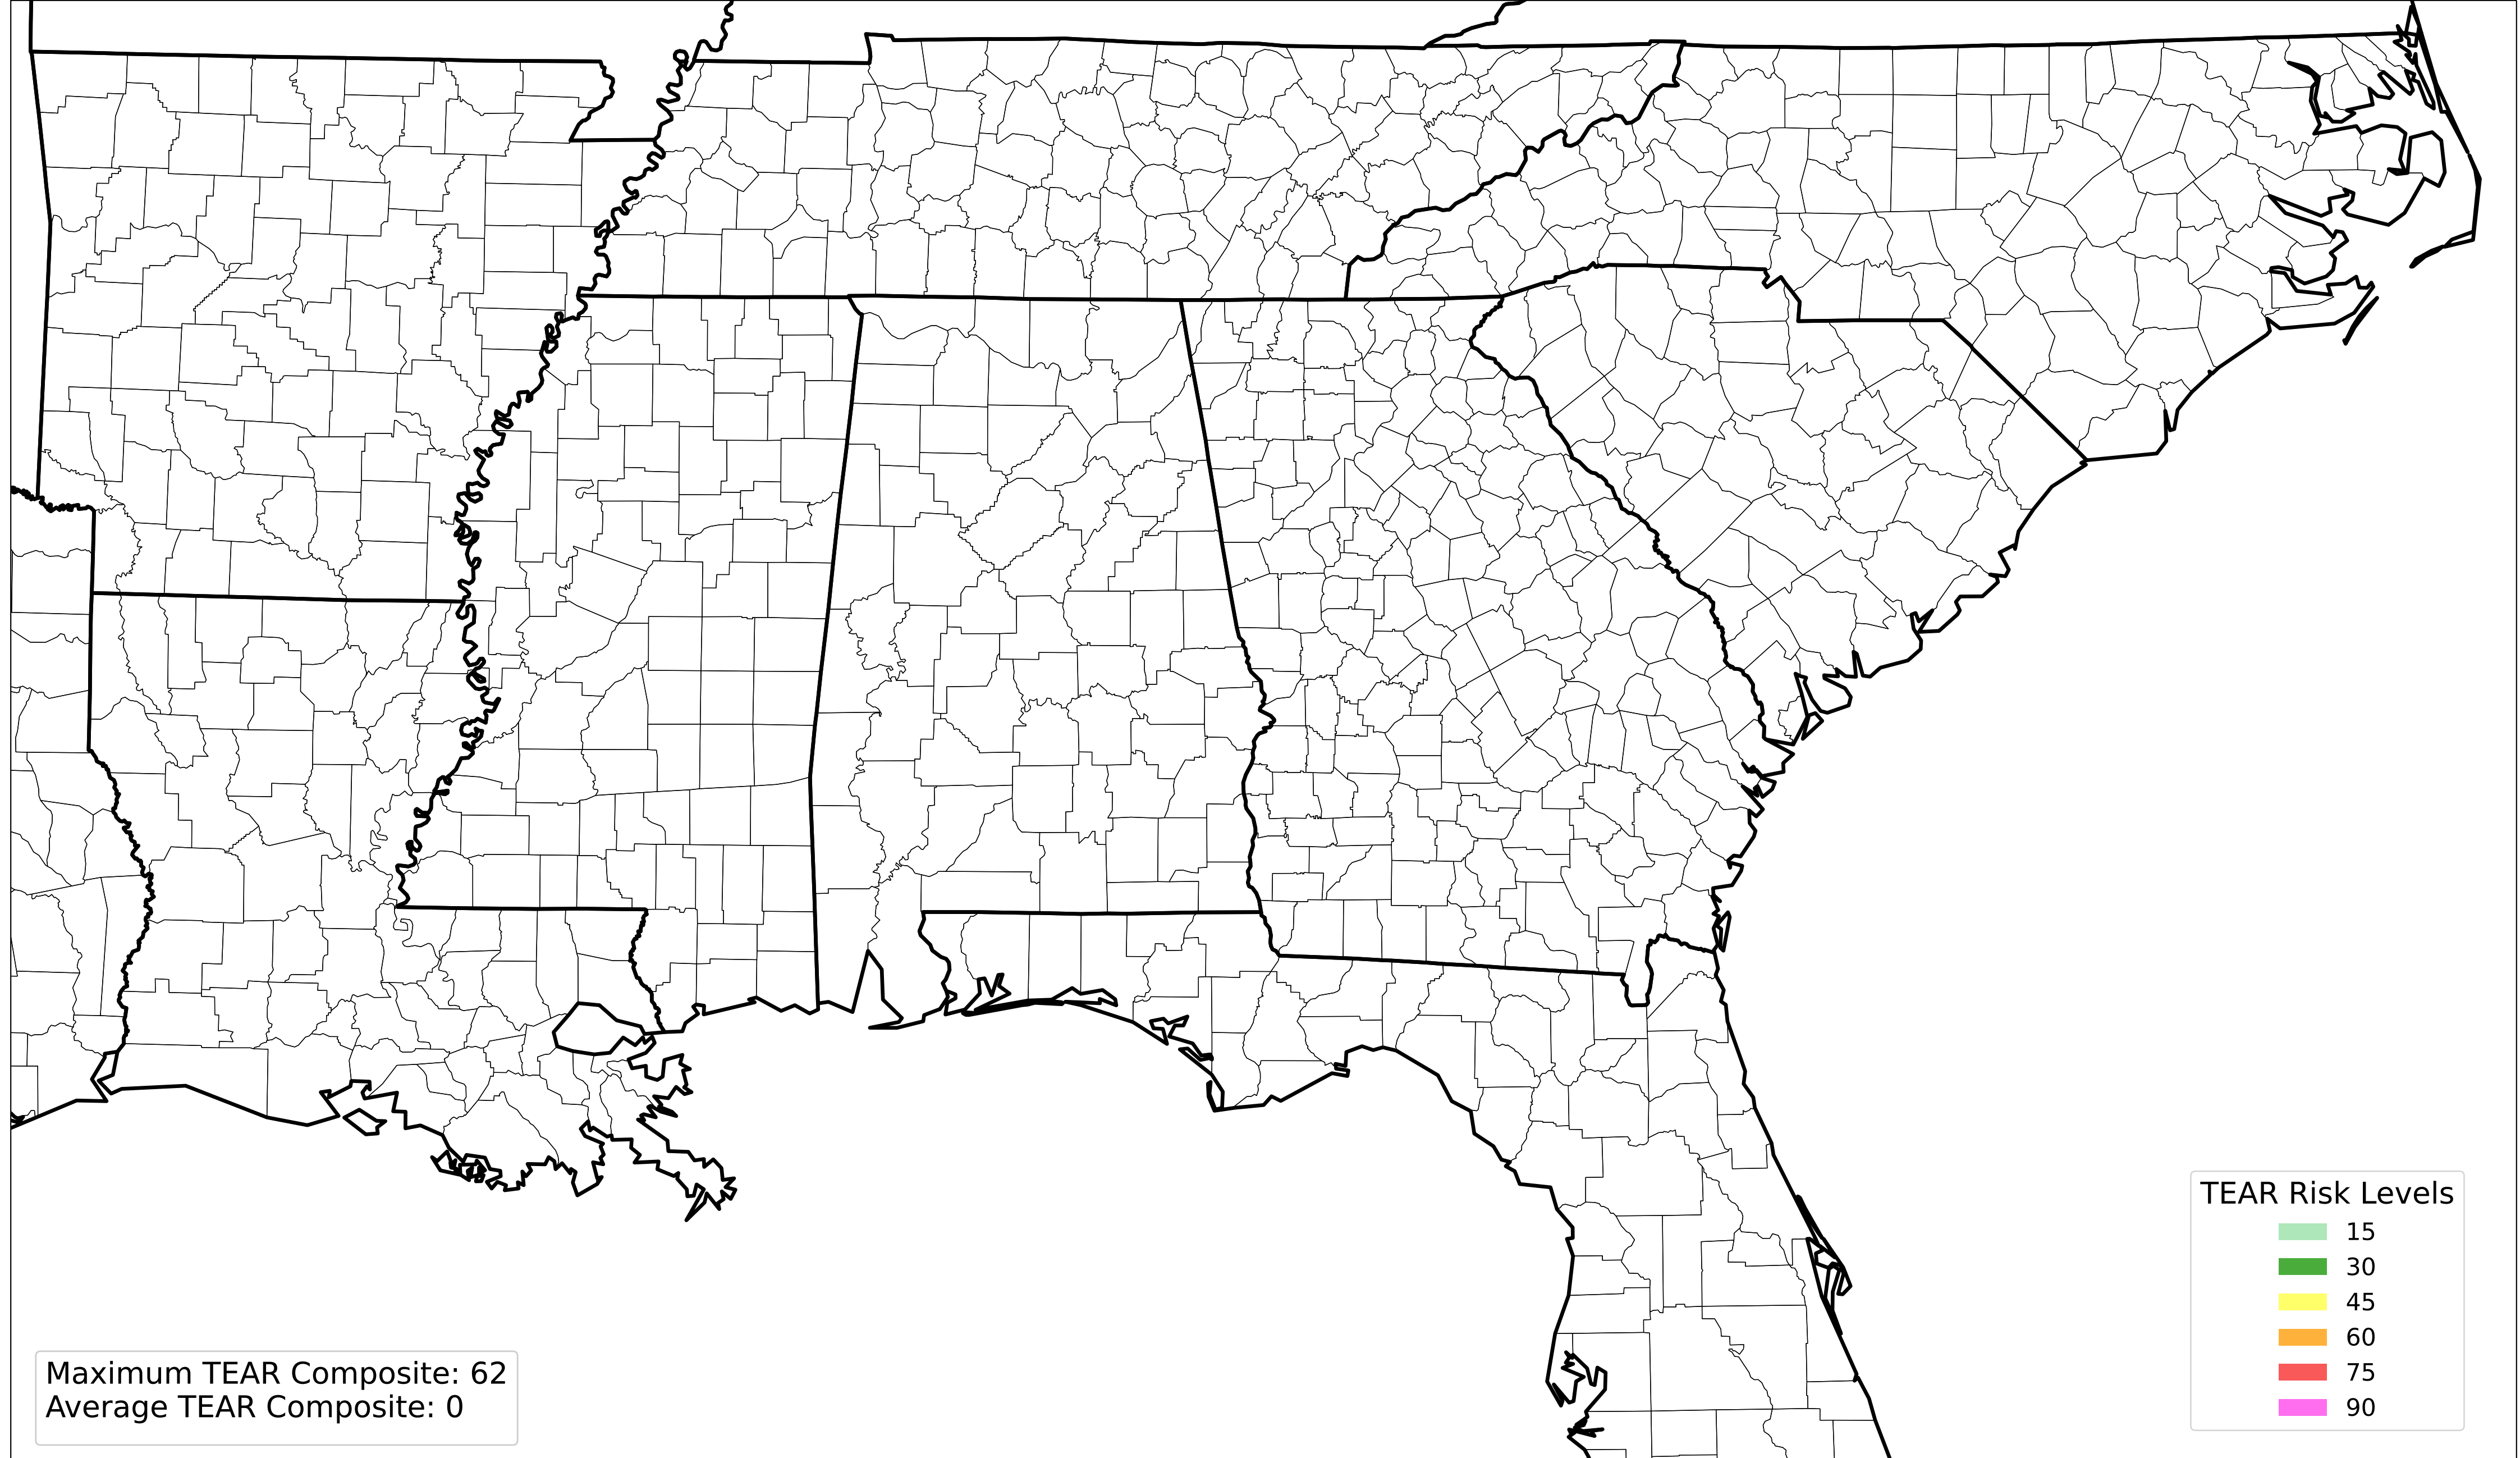 TEAR Risk Levels
15
30
45
60
75
90
Maximum TEAR Composite: 62
Average TEAR Composite: 0